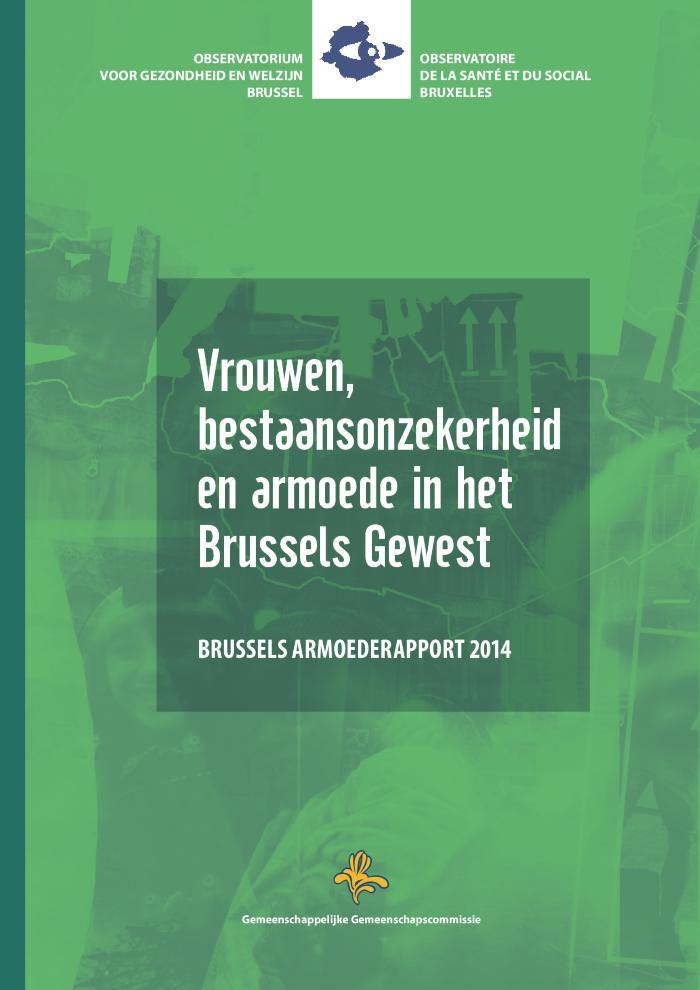 OBSERVATORIUM
VOOR GEZONDHEID EN WELZIJN
BRUSSEL
OBSERVATOIRE
DE LA SANTÉ ET DU SOCIAL
BRUXELLES
Vrouwen,
bestaansonzekerheid
en armoede in het
Brussels Gewest
BRUSSELS ARMOEDERAPPORT 2014
Gemeenschappelijke Gemeenschapscommissie